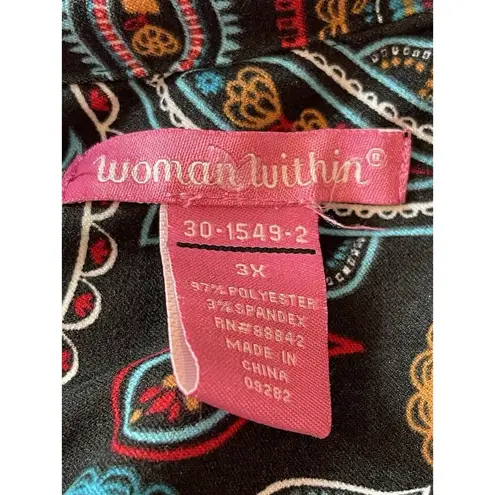 woman within®
30-1549-2
3X
97% POLYESTER
3% SPANDEX
RN#88842
MADE IN
CHINA
09282